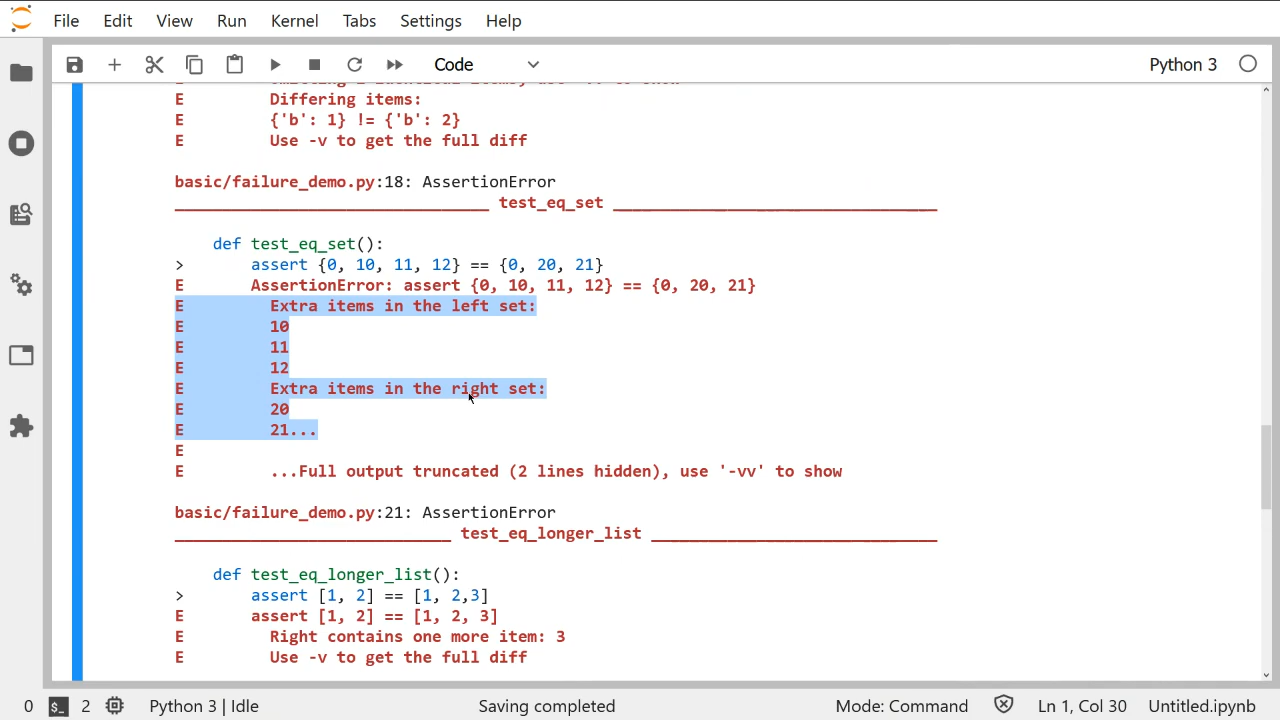 File Edit View Run Kernel Tabs Settings Help
Code Python 3
E Differing items:
E {'b': 1} != {'b': 2}
E Use -v to get the full diff
basic/failure_demo.py:18: AssertionError
_________________________________ test_eq_set __________________________________
def test_eq_set():
> assert {0, 10, 11, 12} == {0, 20, 21}
E AssertionError: assert {0, 10, 11, 12} == {0, 20, 21}
E Extra items in the left set:
E 10
E 11
E 12
E Extra items in the right set:
E 20
E 21...
E
E ...Full output truncated (2 lines hidden), use '-vv' to show
basic/failure_demo.py:21: AssertionError
_____________________________ test_eq_longer_list ______________________________
def test_eq_longer_list():
> assert [1, 2] == [1, 2,3]
E assert [1, 2] == [1, 2, 3]
E Right contains one more item: 3
E Use -v to get the full diff
0 $_ 2 Python 3 | Idle Saving completed Mode: Command Ln 1, Col 30 Untitled.ipynb